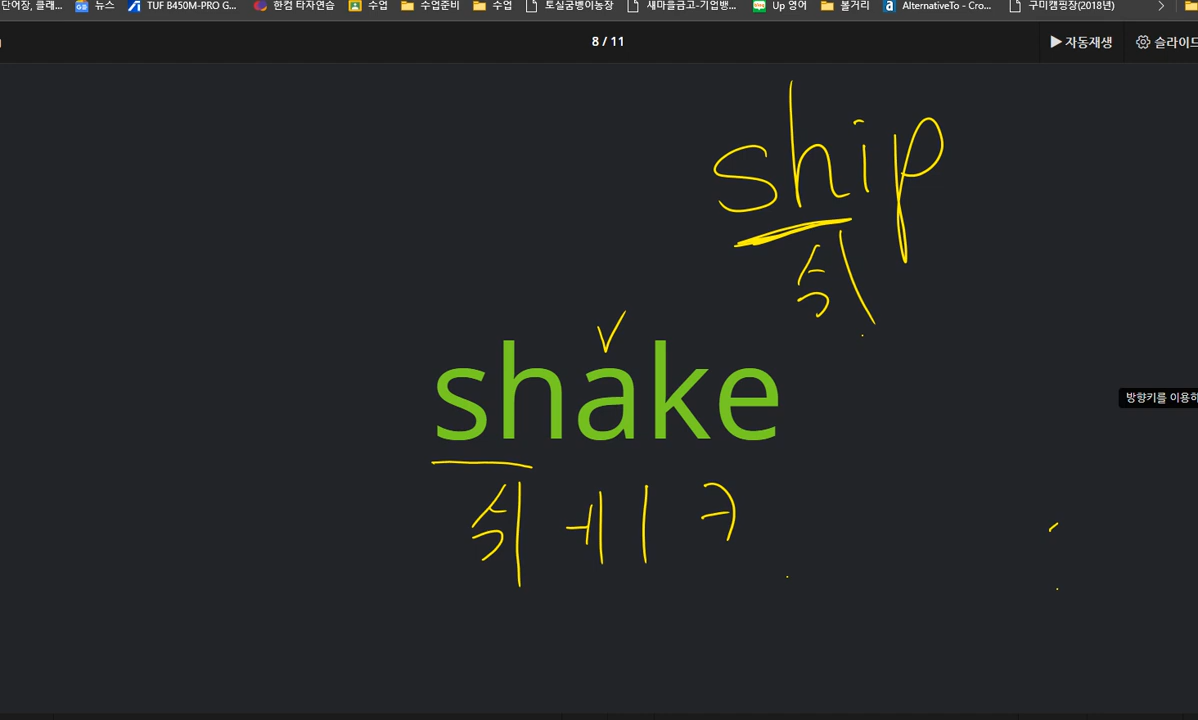 단어장, 클래... 뉴스 TUF B450M-PRO G... 한컴 타자연습 수업 수업준비 수업 토실굼벵이농장 새마을금고-기업뱅... Up 영어 볼거리 AlternativeTo - Cro... 구미캠핑장(2018년)
8 / 11
자동재생 슬라이드
ship
shake
방향키를 이용하
ㅔㅣ ㅋ